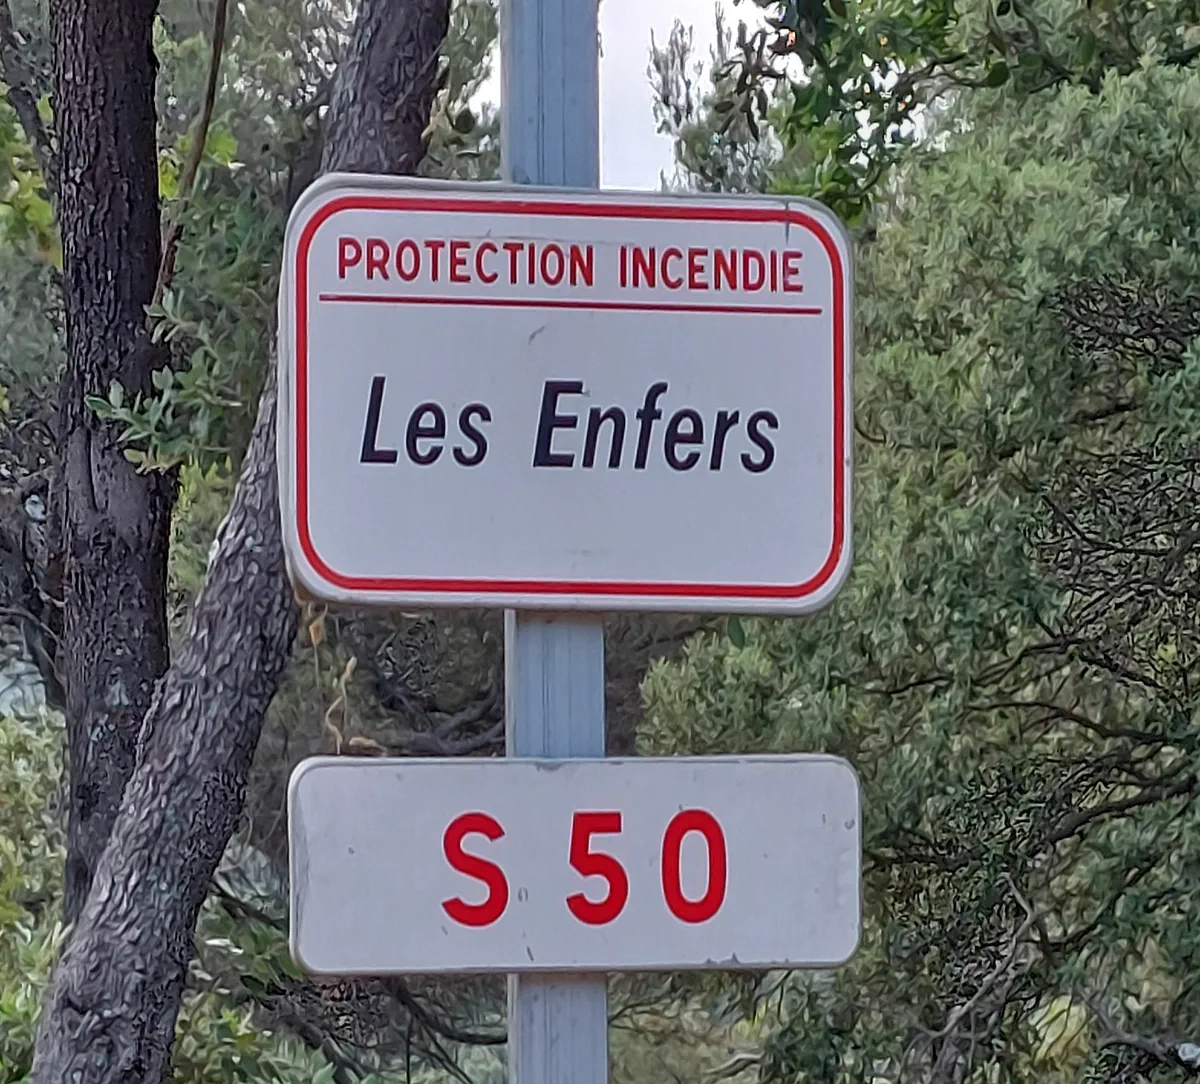 PROTECTION INCENDIE
Les Enfers
S 50